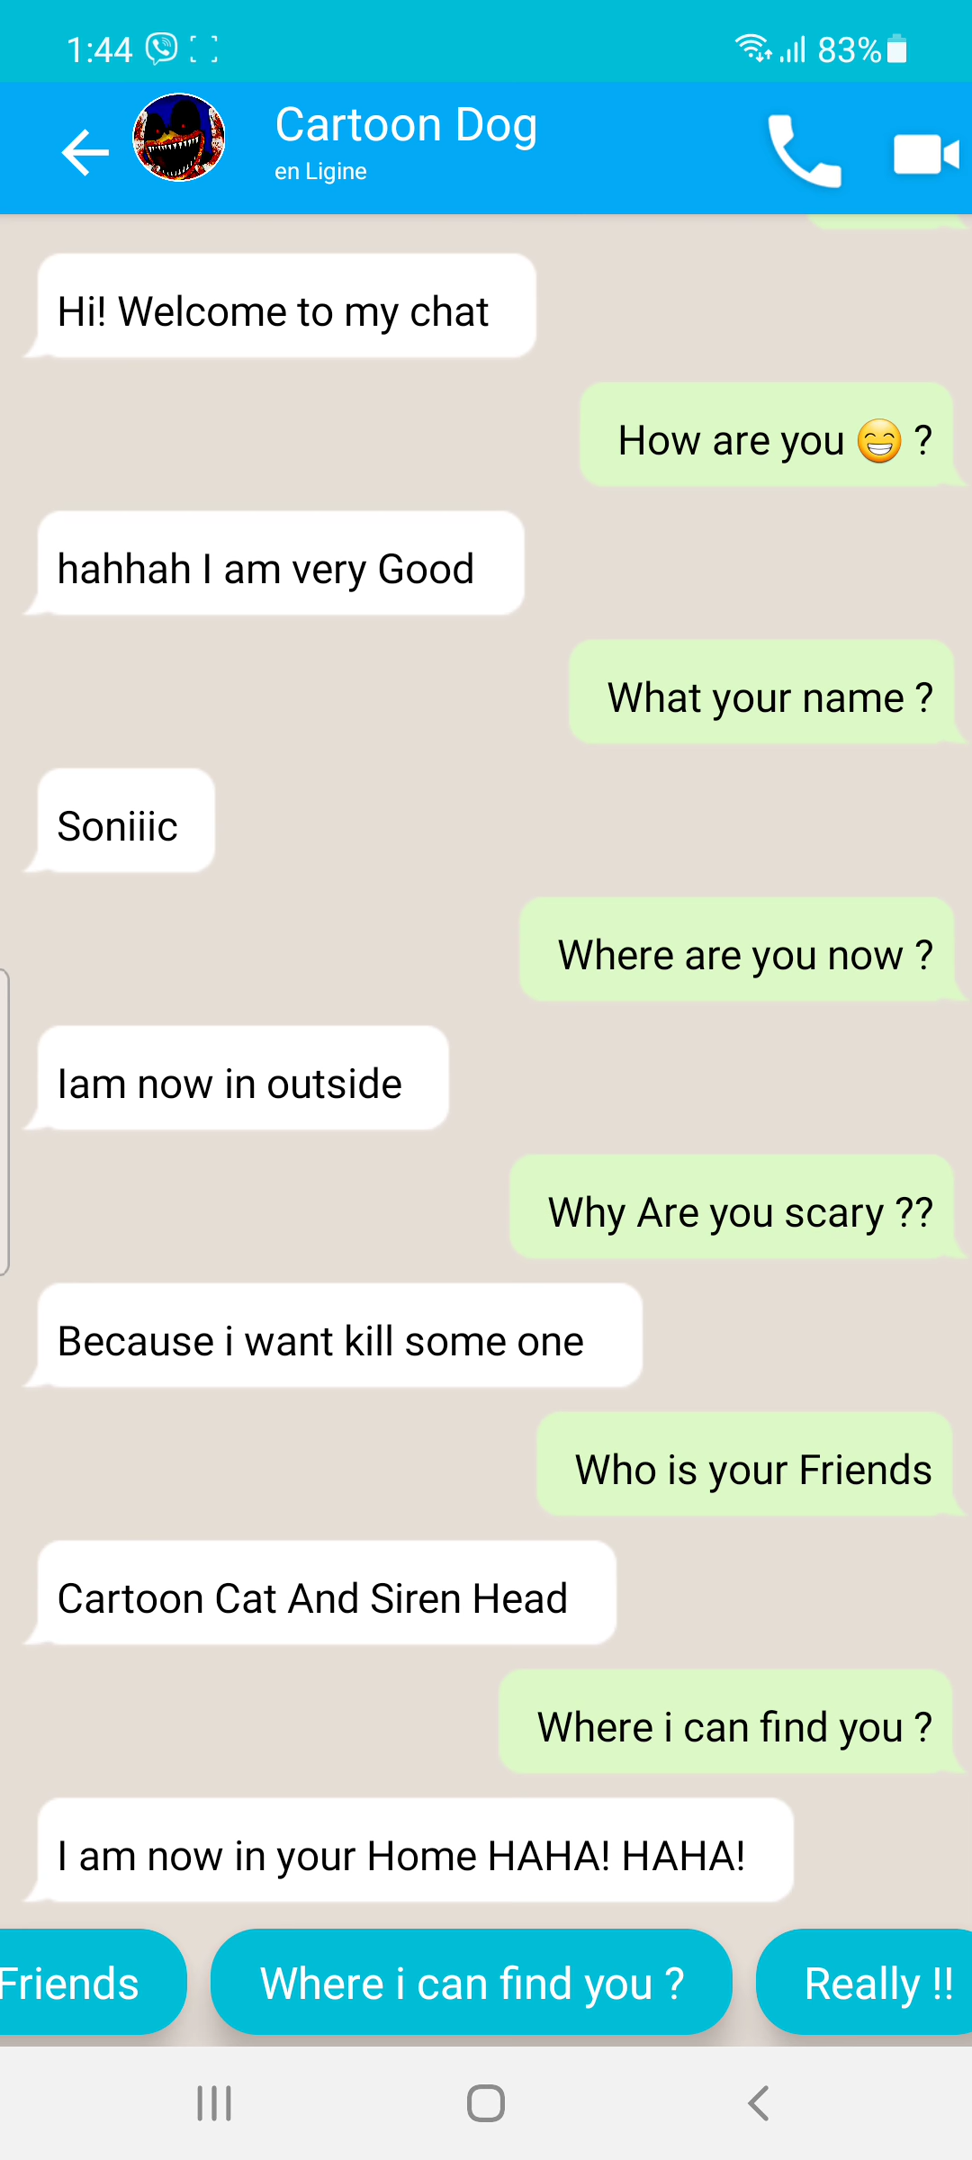 1:44 83%
Cartoon Dog
en Ligine
Hi! Welcome to my chat
How are you 😁 ?
hahhah I am very Good
What your name ?
Soniiic
Where are you now ?
Iam now in outside
Why Are you scary ??
Because i want kill some one
Who is your Friends
Cartoon Cat And Siren Head
Where i can find you ?
I am now in your Home HAHA! HAHA!
Friends Where i can find you ? Really !!